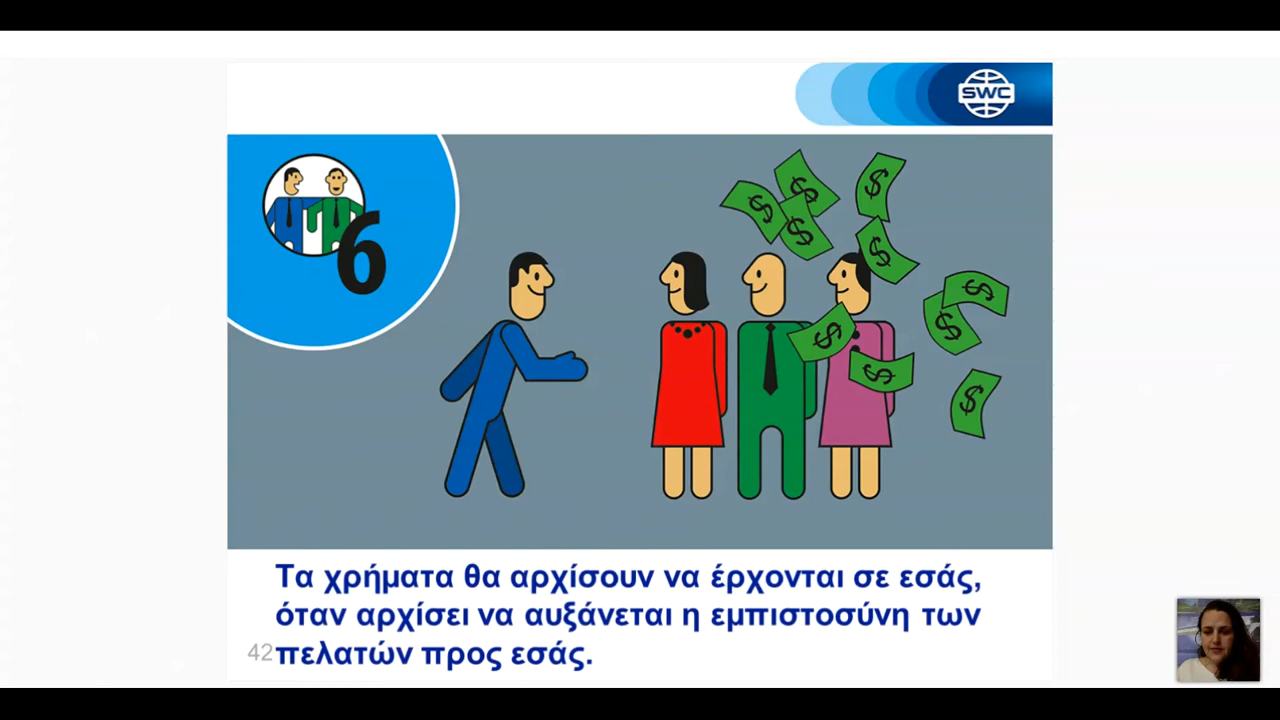 SWC
6
$ $ $ $ $ $ $ $ $ $ $
Τα χρήματα θα αρχίσουν να έρχονται σε εσάς,
όταν αρχίσει να αυξάνεται η εμπιστοσύνη των
42 πελατών προς εσάς.